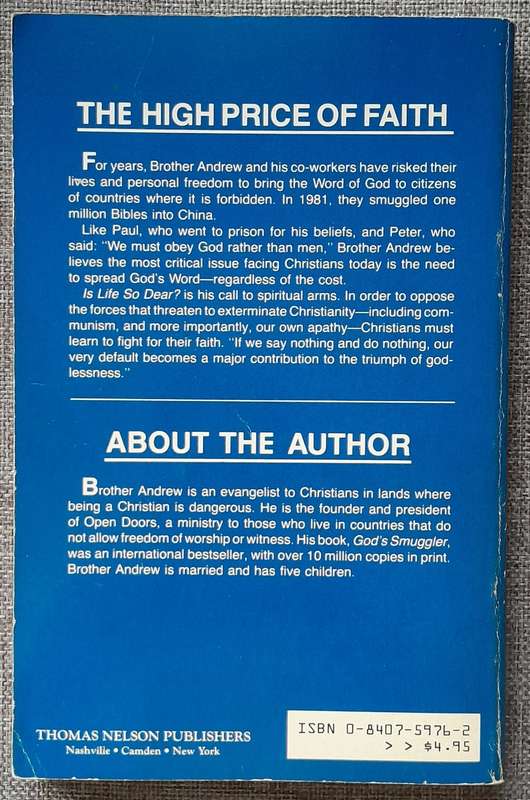 THE HIGH PRICE OF FAITH
For years, Brother Andrew and his co-workers have risked their
lives and personal freedom to bring the Word of God to citizens
of countries where it is forbidden. In 1981, they smuggled one
million Bibles into China.
Like Paul, who went to prison for his beliefs, and Peter, who
said: "We must obey God rather than men," Brother Andrew be-
lieves the most critical issue facing Christians today is the need
to spread God's Word—regardless of the cost.
Is Life So Dear? is his call to spiritual arms. In order to oppose
the forces that threaten to exterminate Christianity—including com-
munism, and more importantly, our own apathy—Christians must
learn to fight for their faith. "If we say nothing and do nothing, our
very default becomes a major contribution to the triumph of god-
lessness."
ABOUT THE AUTHOR
Brother Andrew is an evangelist to Christians in lands where
being a Christian is dangerous. He is the founder and president
of Open Doors, a ministry to those who live in countries that do
not allow freedom of worship or witness. His book, God's Smuggler,
was an international bestseller, with over 10 million copies in print.
Brother Andrew is married and has five children.
THOMAS NELSON PUBLISHERS
Nashville • Camden • New York
ISBN 0-8407-5976-2
> > $4.95